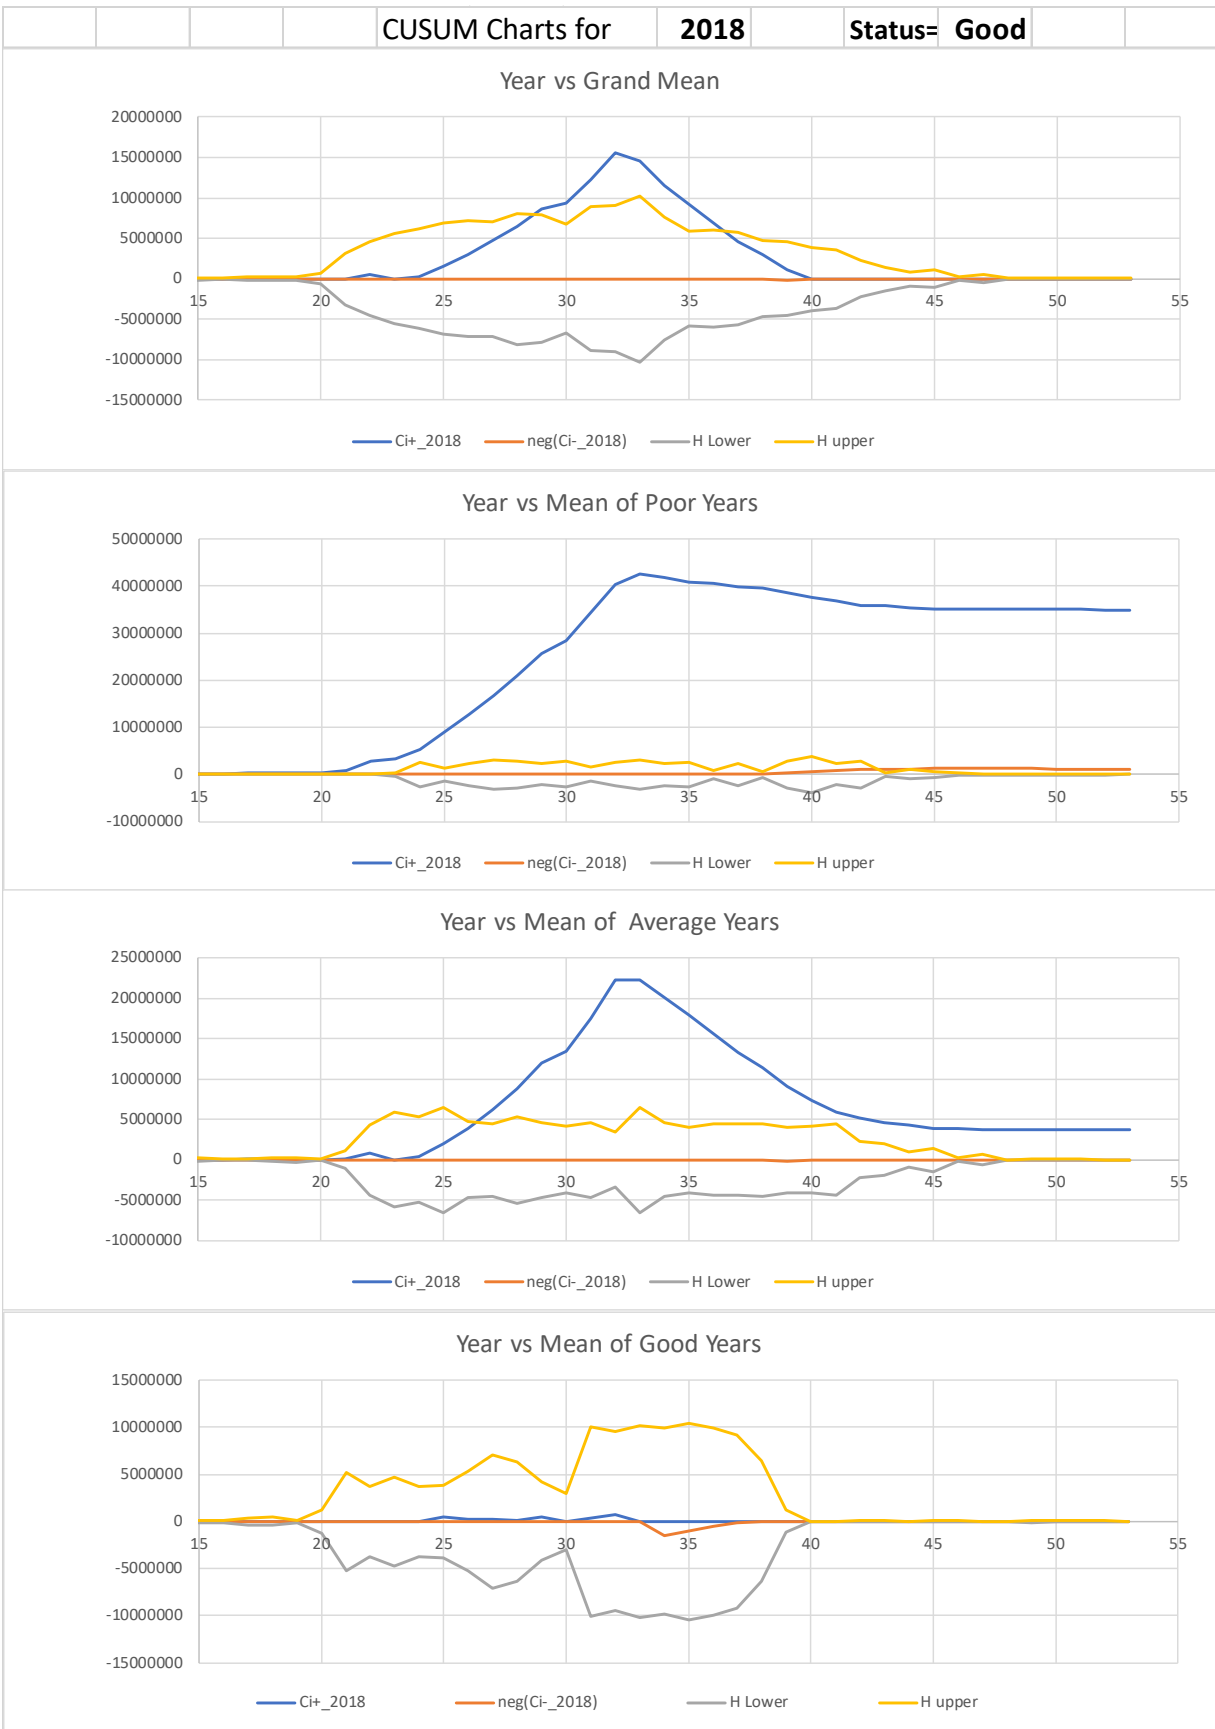 CUSUM Charts for 2018 Status= Good
Year vs Grand Mean
20000000
15000000
10000000
5000000
0
15 20 25 30 35 40 45 50 55
-5000000
-10000000
-15000000
Ci+_2018 neg(Ci-_2018) H Lower H upper
Year vs Mean of Poor Years
50000000
40000000
30000000
20000000
10000000
0
15 20 25 30 35 40 45 50 55
-10000000
Ci+_2018 neg(Ci-_2018) H Lower H upper
Year vs Mean of Average Years
25000000
20000000
15000000
10000000
5000000
0
15 20 25 30 35 40 45 50 55
-5000000
-10000000
Ci+_2018 neg(Ci-_2018) H Lower H upper
Year vs Mean of Good Years
15000000
10000000
5000000
0
15 20 25 30 35 40 45 50 55
-5000000
-10000000
-15000000
Ci+_2018 neg(Ci-_2018) H Lower H upper